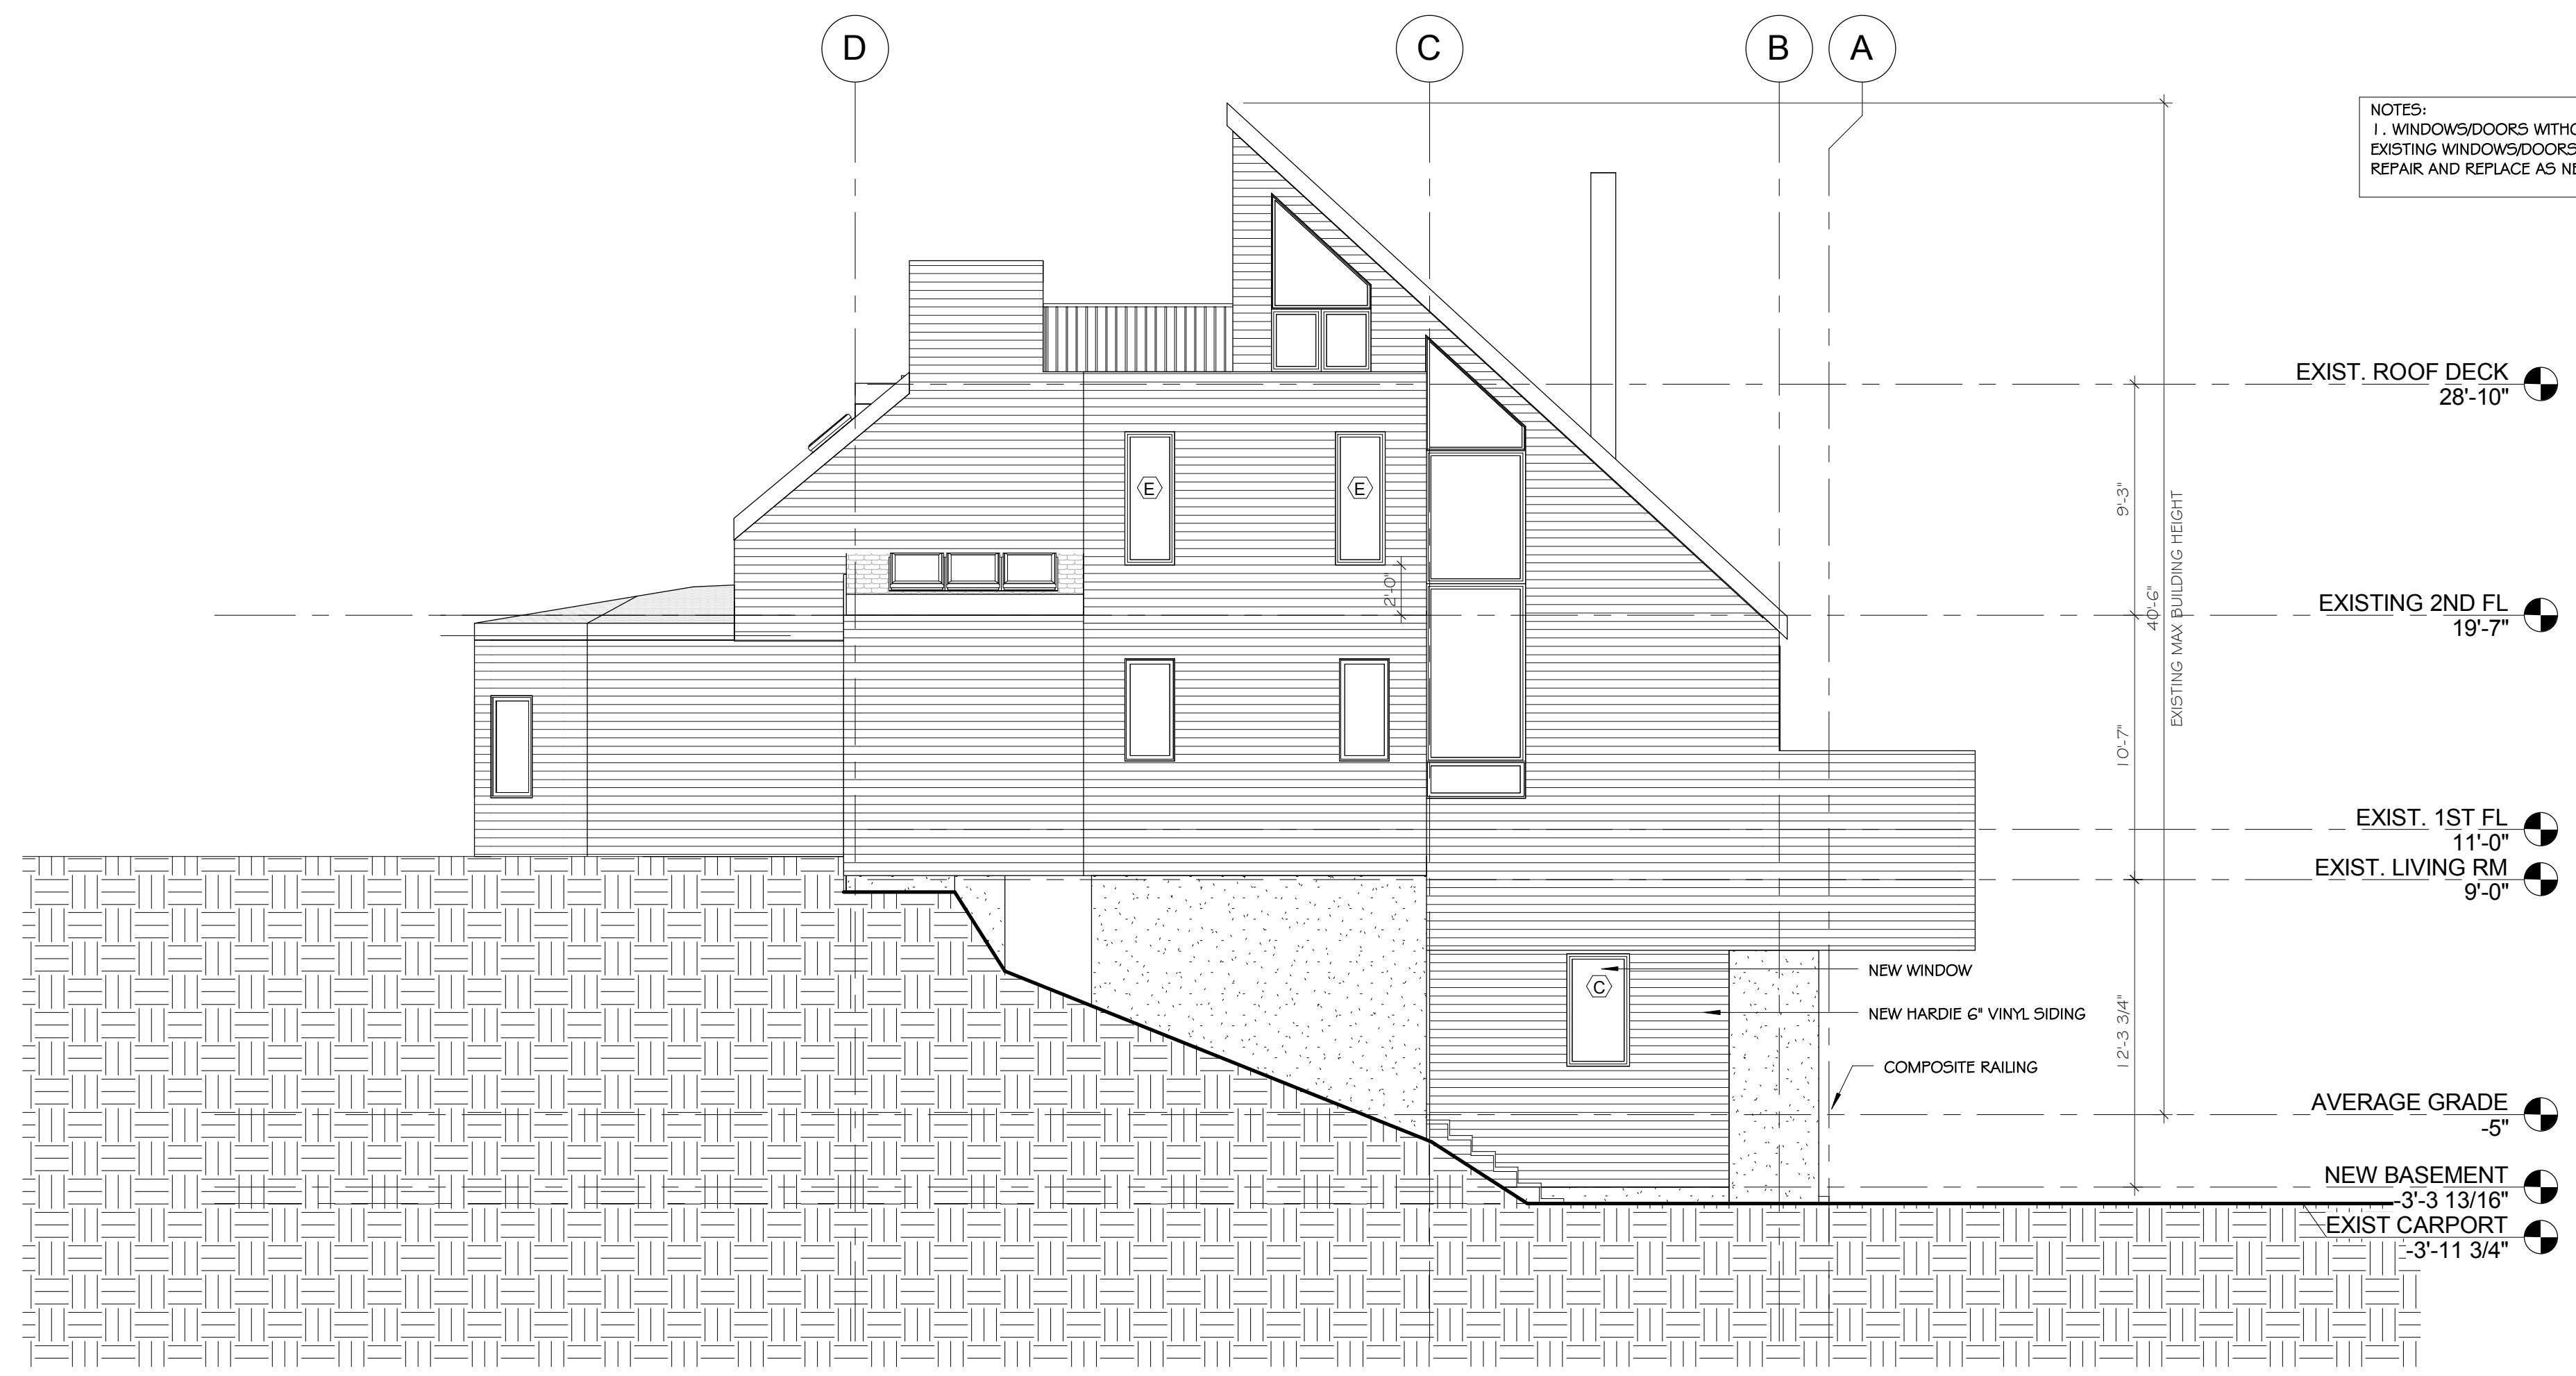 D
C
B
A
NOTES:
1. WINDOWS/DOORS WITHO
EXISTING WINDOWS/DOORS
REPAIR AND REPLACE AS NE
EXIST. ROOF DECK
28'-10"
E
E
9'-3"
2'-0"
EXISTING 2ND FL
19'-7"
40'-6"
EXISTING MAX BUILDING HEIGHT
10'-7"
EXIST. 1ST FL
11'-0"
EXIST. LIVING RM
9'-0"
NEW WINDOW
C
NEW HARDIE 6" VINYL SIDING
12'-3 3/4"
COMPOSITE RAILING
AVERAGE GRADE
-5"
NEW BASEMENT
-3'-3 13/16"
EXIST CARPORT
-3'-11 3/4"